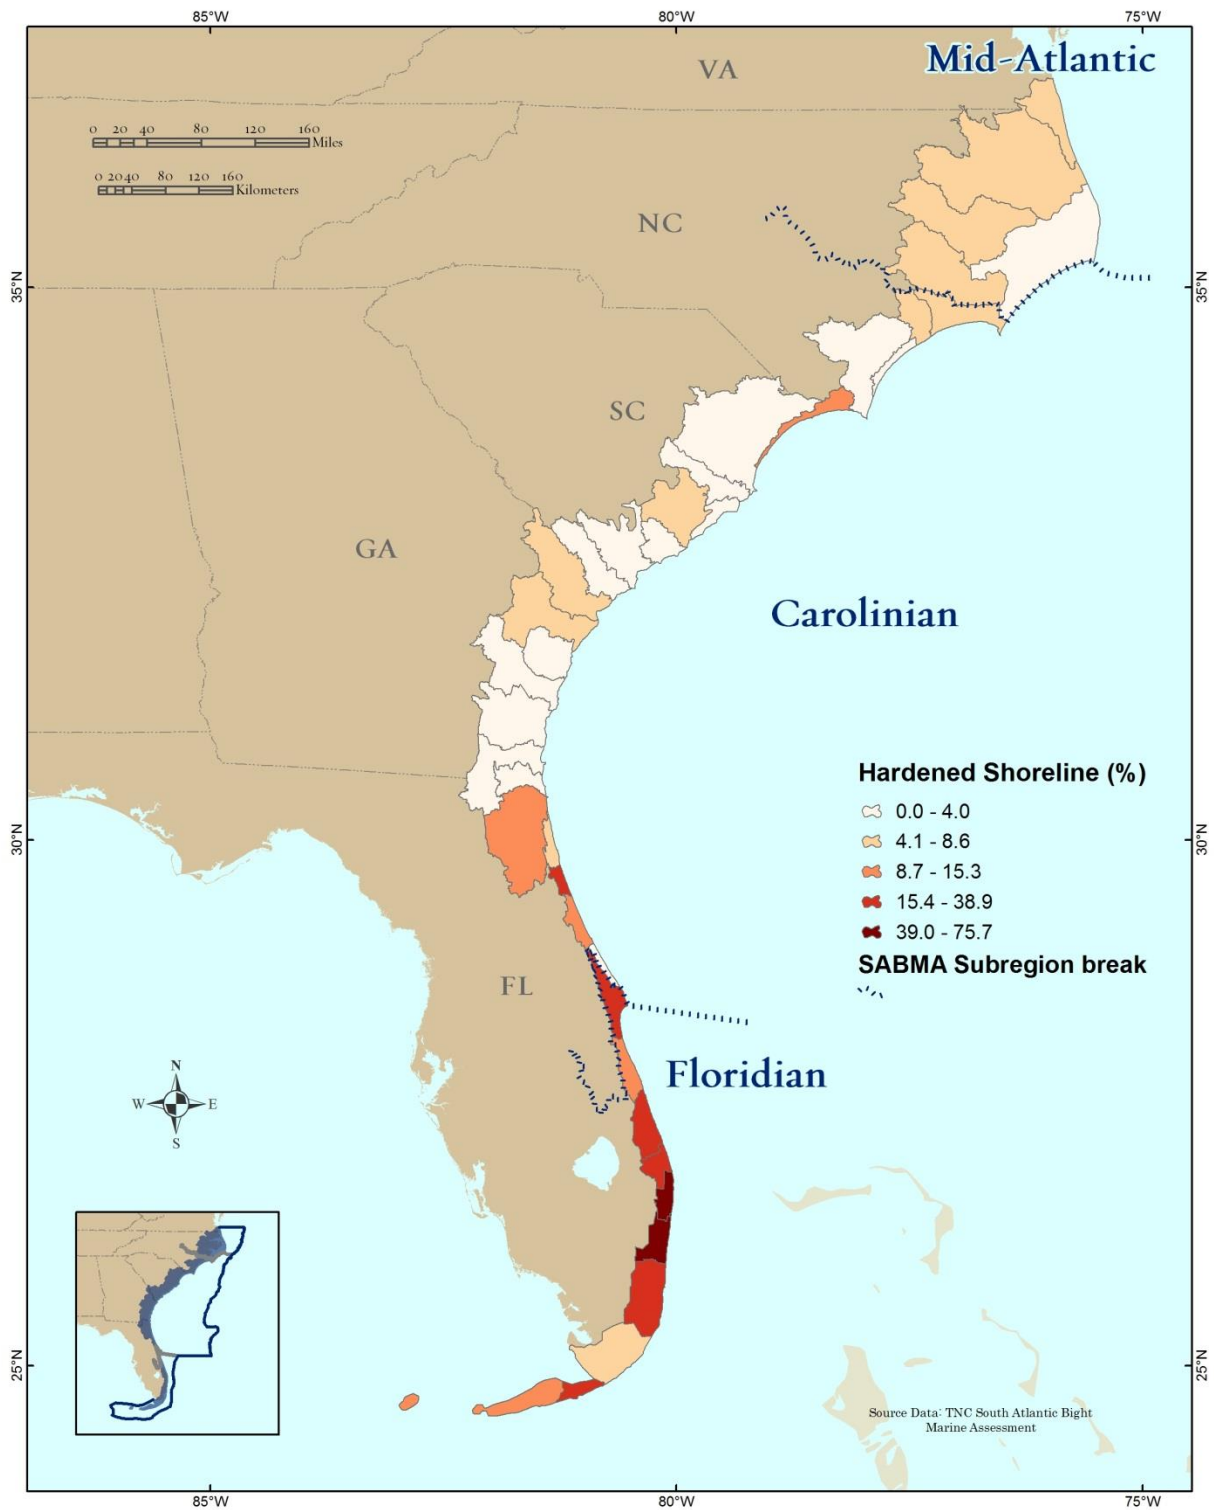 85°W 80°W 75°W
Mid-Atlantic
VA
0 20 40 80 120 160
Miles
0 20 40 80 120 160
Kilometers
NC
35°N 35°N
SC
GA
Carolinian
Hardened Shoreline (%)
0.0 - 4.0
4.1 - 8.6
8.7 - 15.3
15.4 - 38.9
39.0 - 75.7
SABMA Subregion break
30°N 30°N
FL
Floridian
N
W E
S
25°N 25°N
Source Data: TNC South Atlantic Bight
Marine Assessment
85°W 80°W 75°W